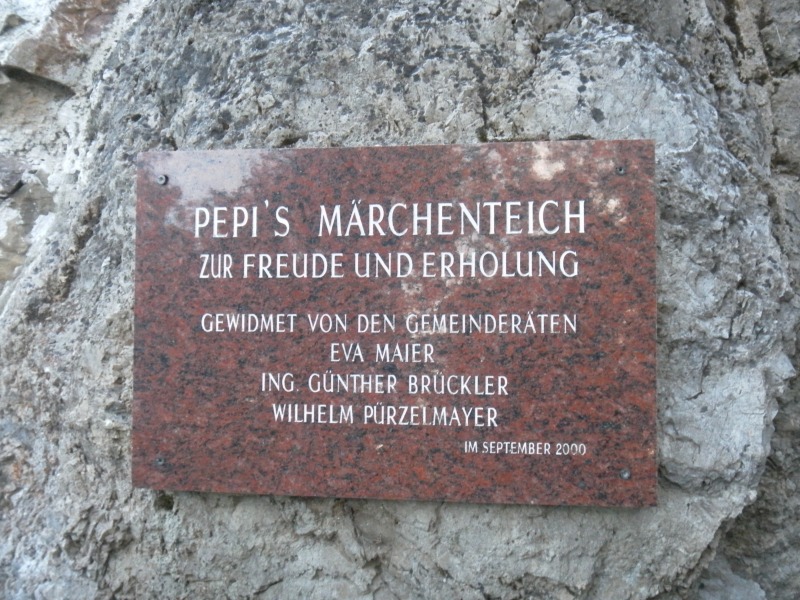 PEPI'S MÄRCHENTEICH
ZUR FREUDE UND ERHOLUNG
GEWIDMET VON DEN GEMEINDERÄTEN
EVA MAIER
ING. GÜNTHER BRÜCKLER
WILHELM PÜRZELMAYER
IM SEPTEMBER 2000